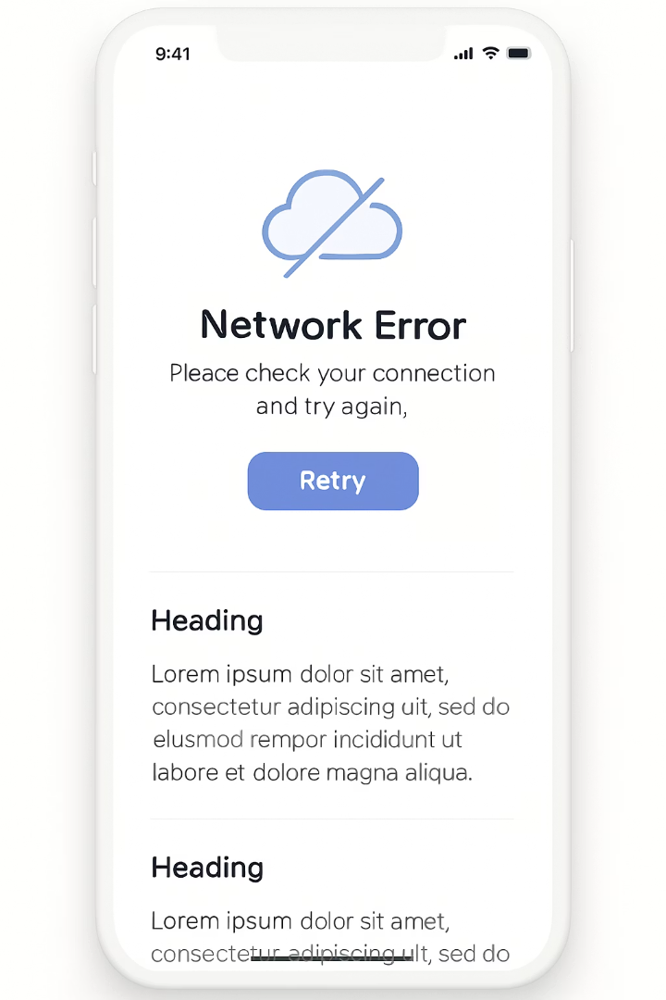 9:41
Network Error
Pleace check your connection
and try again,
Retry
Heading
Lorem ipsum dolor sit amet,
consectetur adipiscing uit, sed do
elusmod rempor incididunt ut
labore et dolore magna aliqua.
Heading
Lorem ipsum dolor sit amet,
consectetur adipiscing ult, sed do